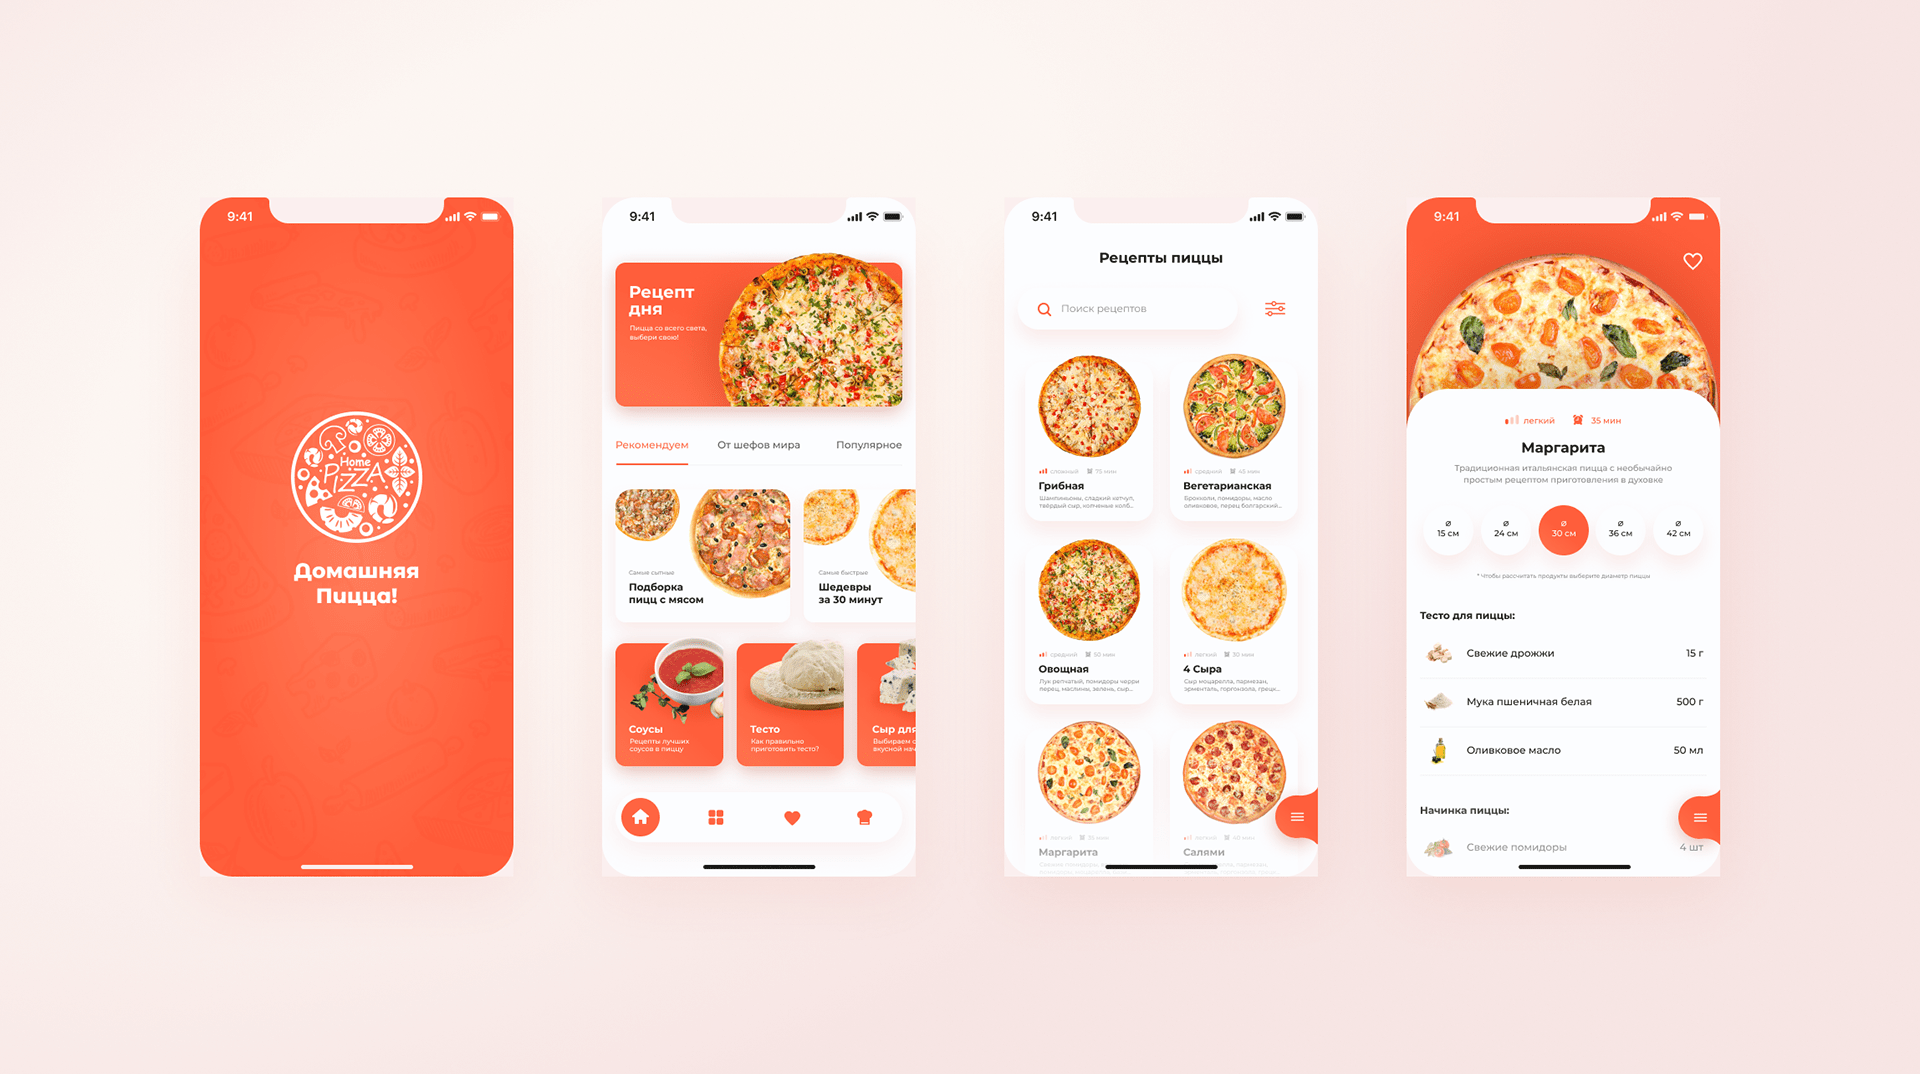 9:41
Home
PIZZA
Домашняя
Пицца!
9:41
Рецепт
дня
Пицца со всего света,
выбери свою!
Рекомендуем
От шефов мира
Популярное
Самые сытные
Подборка
пицц с мясом
Самые быстрые
Шедевры
за 30 минут
Соусы
Рецепты лучших
соусов в пиццу
Тесто
Как правильно
приготовить тесто?
Сыр для
Выбираем с
вкусной нач
9:41
Рецепты пиццы
Поиск рецептов
сложный 75 мин
Грибная
Шампиньоны, сладкий кетчуп,
твёрдый сыр, копченые колб...
средний 45 мин
Вегетарианская
Брокколи, помидоры, масло
оливковое, перец болгарский...
средний 50 мин
Овощная
Лук репчатый, помидоры черри
перец, маслины, зелень, сыр...
легкий 30 мин
4 Сыра
Сыр моцарелла, пармезан,
эрменталь, горгонзола, грецк...
легкий 35 мин
Маргарита
Свежие помидоры,
легкий 45 мин
Салями
пармезан,
9:41
легкий 35 мин
Маргарита
Традиционная итальянская пицца с необычайно
простым рецептом приготовления в духовке
⌀ ⌀ ⌀ ⌀ ⌀
15 см 24 см 30 см 36 см 42 см
* Чтобы рассчитать продукты выберите диаметр пиццы
Тесто для пиццы:
Свежие дрожжи 15 г
Мука пшеничная белая 500 г
Оливковое масло 50 мл
Начинка пиццы:
Свежие помидоры 4 шт